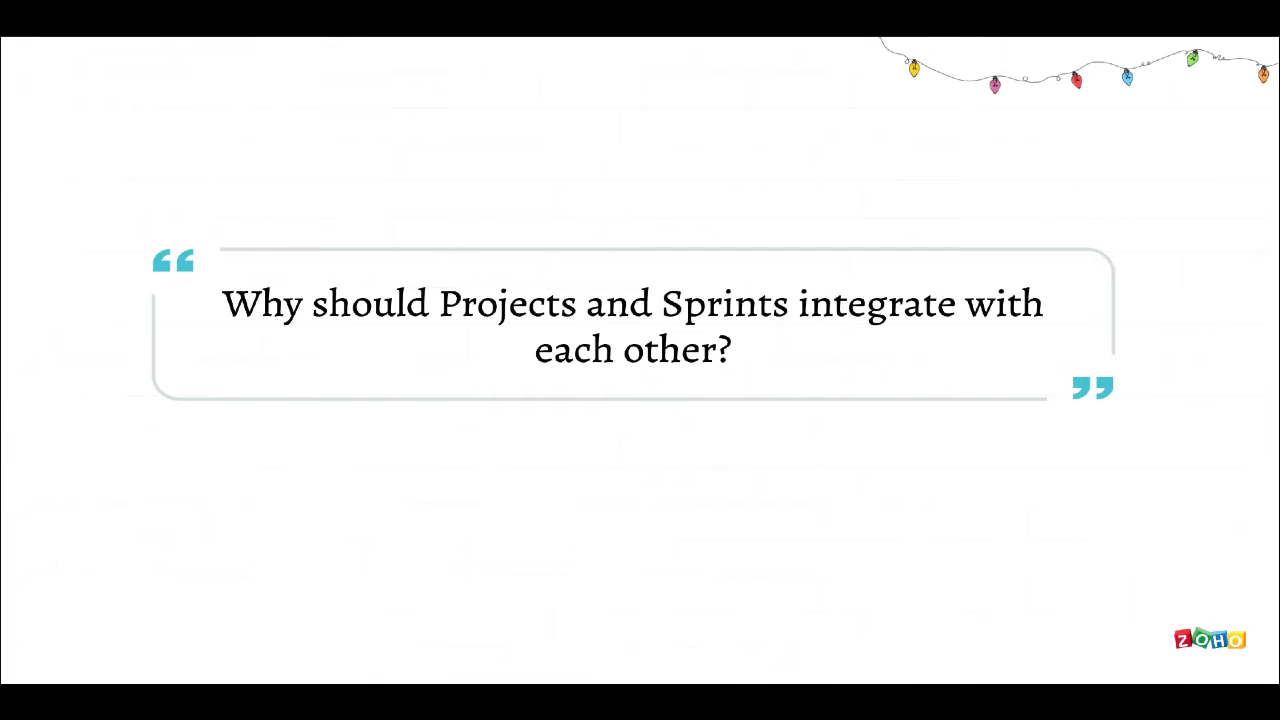 Why should Projects and Sprints integrate with
each other?
ZOHO